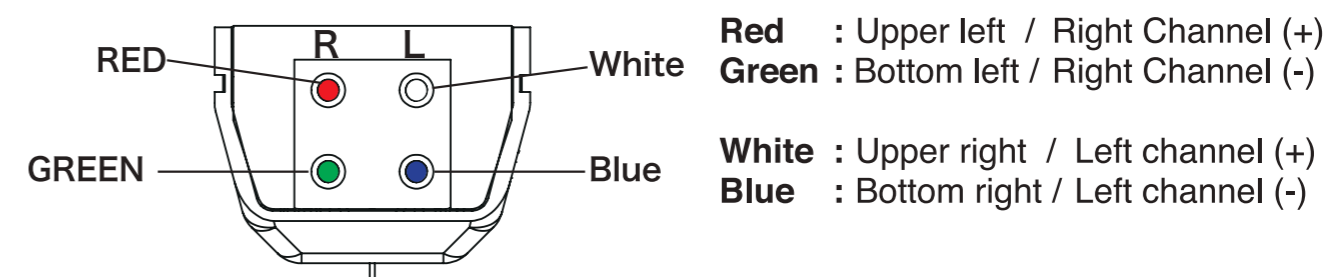 R L
RED
White
GREEN
Blue
Red : Upper left / Right Channel (+)
Green : Bottom left / Right Channel (-)
White : Upper right / Left channel (+)
Blue : Bottom right / Left channel (-)